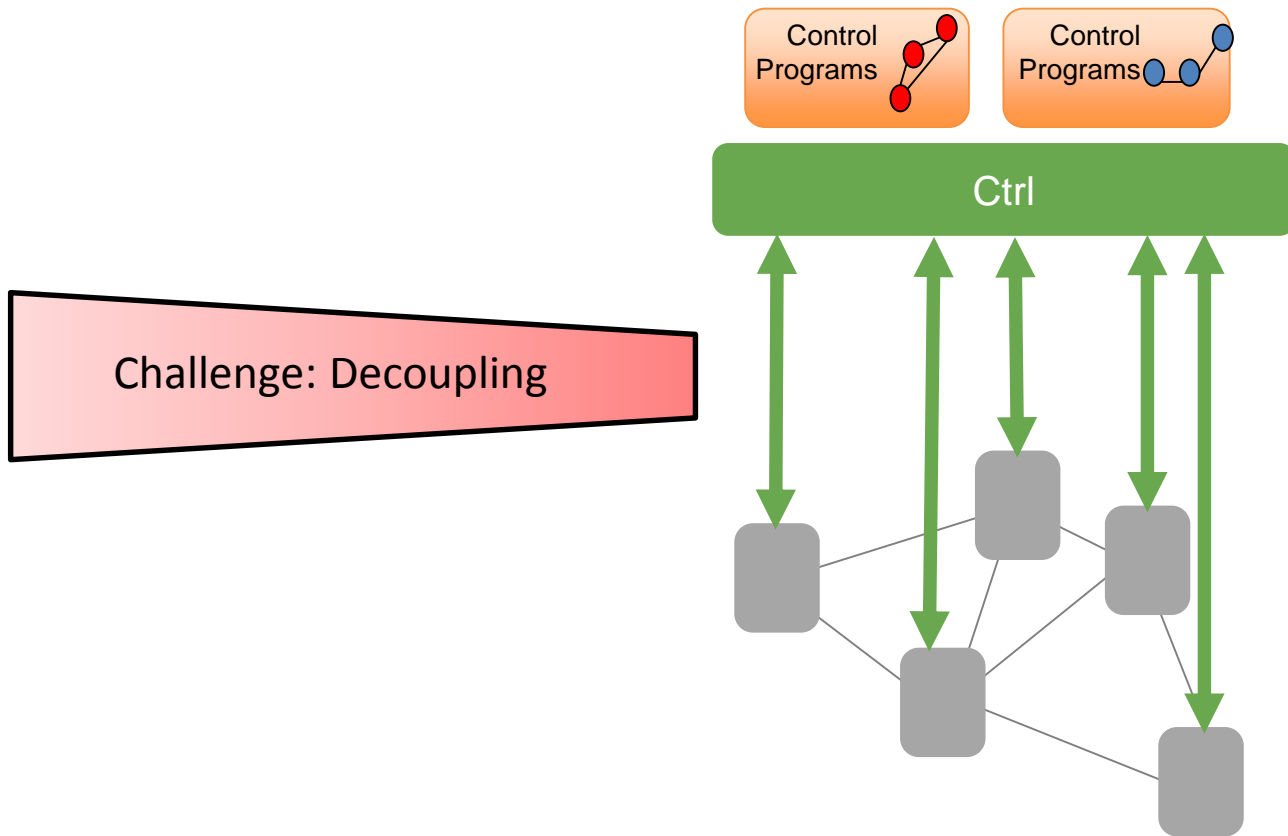 Control
Programs
Control
Programs
Ctrl
Challenge: Decoupling